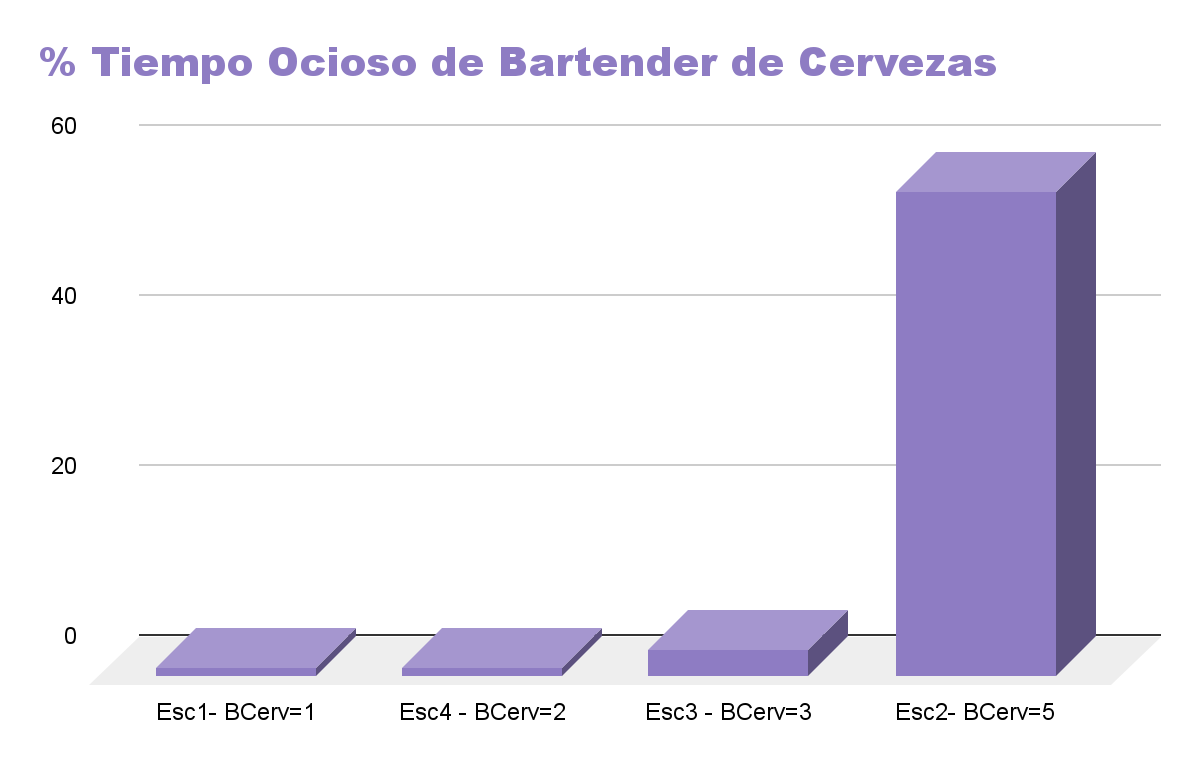 % Tiempo Ocioso de Bartender de Cervezas
60
40
20
0
Esc1- BCerv=1
Esc4 - BCerv=2
Esc3 - BCerv=3
Esc2- BCerv=5